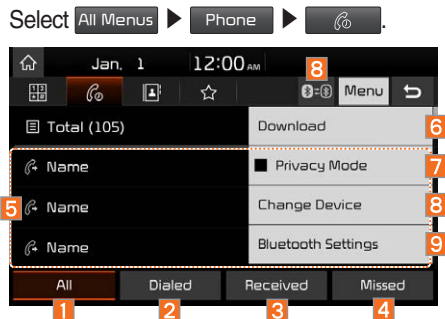 Select All Menus ▶ Phone ▶ .
Jan. 1 12:00 AM
8
Menu
Total (105) Download 6
Name Privacy Mode 7
5 Name Change Device 8
Name Bluetooth Settings 9
All Dialed Received Missed
1 2 3 4